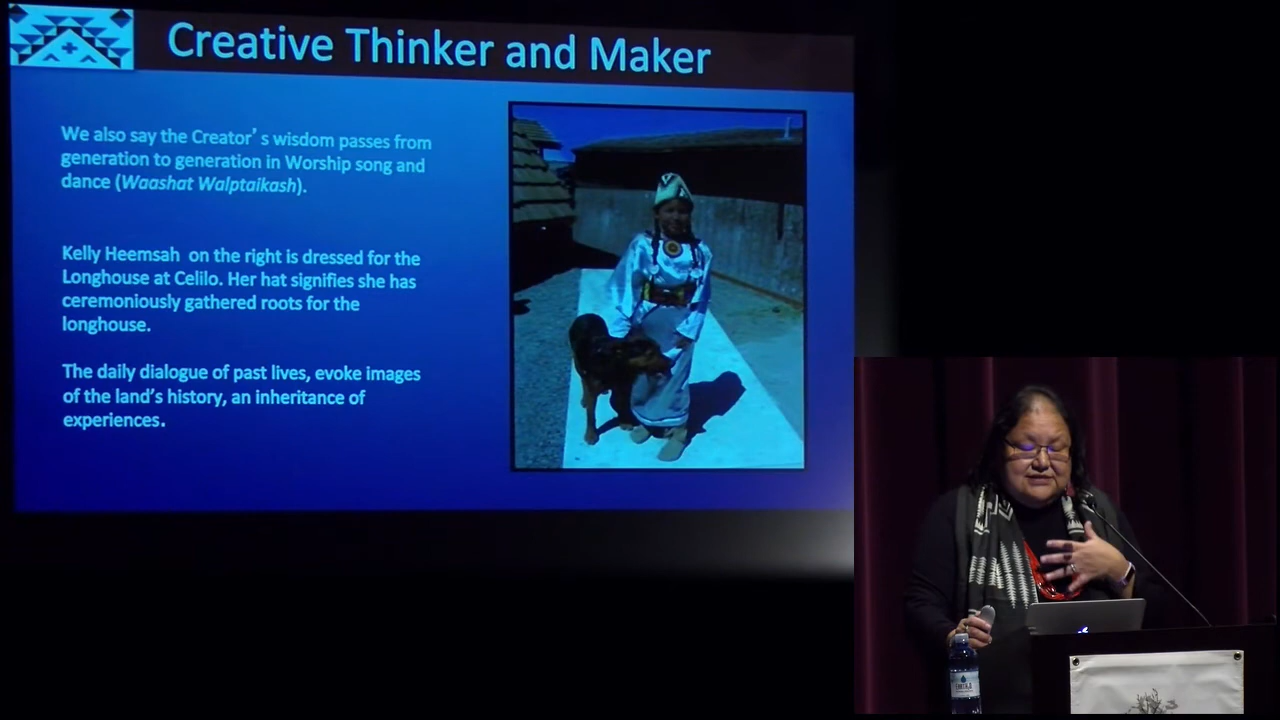 Creative Thinker and Maker
We also say the Creator's wisdom passes from
generation to generation in Worship song and
dance (Waashat Walptaikash).
Kelly Heemsah on the right is dressed for the
Longhouse at Celilo. Her hat signifies she has
ceremoniously gathered roots for the
longhouse.
The daily dialogue of past lives, evoke images
of the land's history, an inheritance of
experiences.